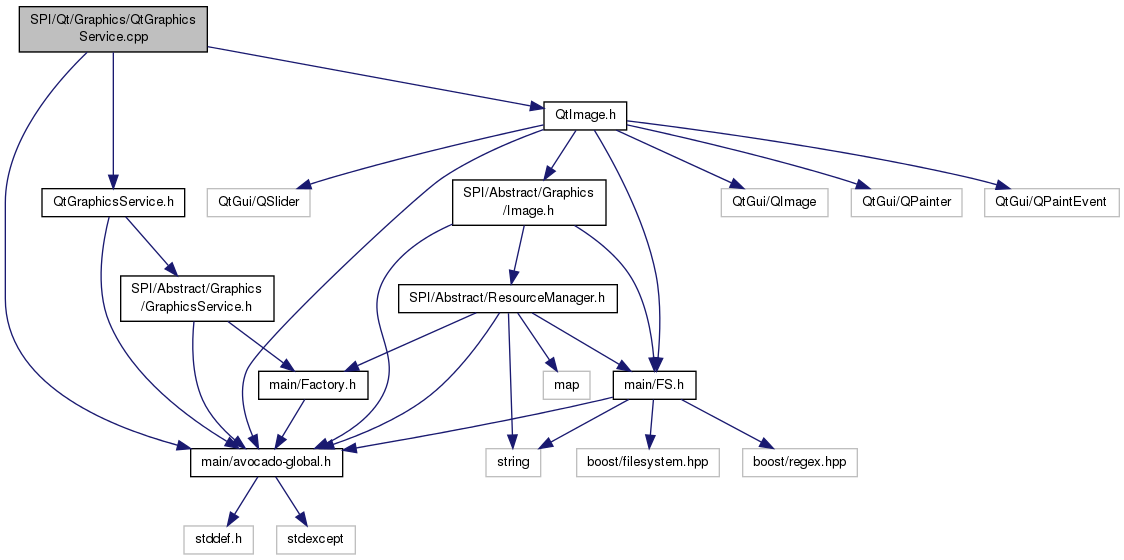 SPI/Qt/Graphics/QtGraphics
Service.cpp
QtImage.h
QtGraphicsService.h
QtGui/QSlider
SPI/Abstract/Graphics
/Image.h
QtGui/QImage
QtGui/QPainter
QtGui/QPaintEvent
SPI/Abstract/Graphics
/GraphicsService.h
SPI/Abstract/ResourceManager.h
main/Factory.h
map
main/FS.h
main/avocado-global.h
string
boost/filesystem.hpp
boost/regex.hpp
stddef.h
stdexcept